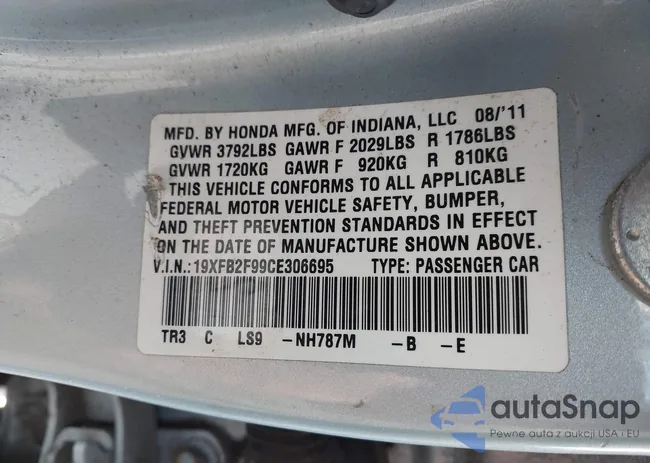 MFD. BY HONDA MFG. OF INDIANA, LLC 08/'11
GVWR 3792LBS GAWR F 2029LBS R 1786LBS
GVWR 1720KG GAWR F 920KG R 810KG
THIS VEHICLE CONFORMS TO ALL APPLICABLE
FEDERAL MOTOR VEHICLE SAFETY, BUMPER,
AND THEFT PREVENTION STANDARDS IN EFFECT
ON THE DATE OF MANUFACTURE SHOWN ABOVE.
V.I.N.:19XFB2F99CE306695 TYPE: PASSENGER CAR
TR3 C LS9 -NH787M -B -E
autaSnap
Pewne auta z aukcji USA i EU